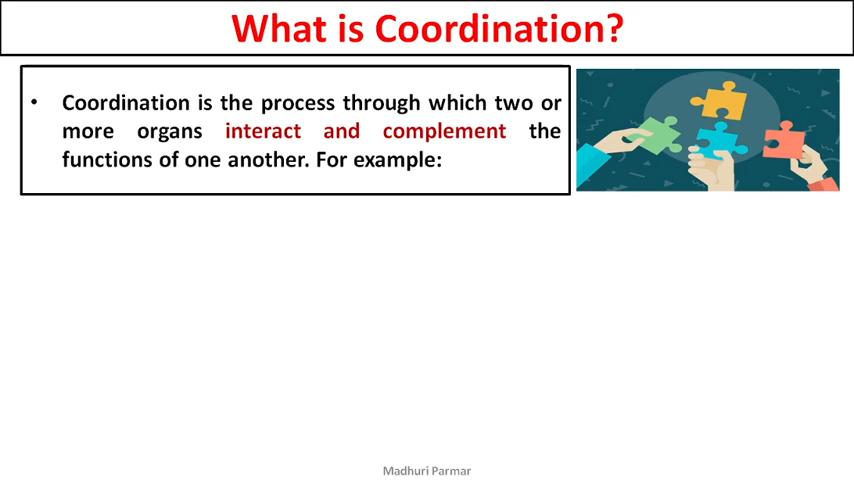 What is Coordination?
• Coordination is the process through which two or
more organs interact and complement the
functions of one another. For example:
Madhuri Parmar